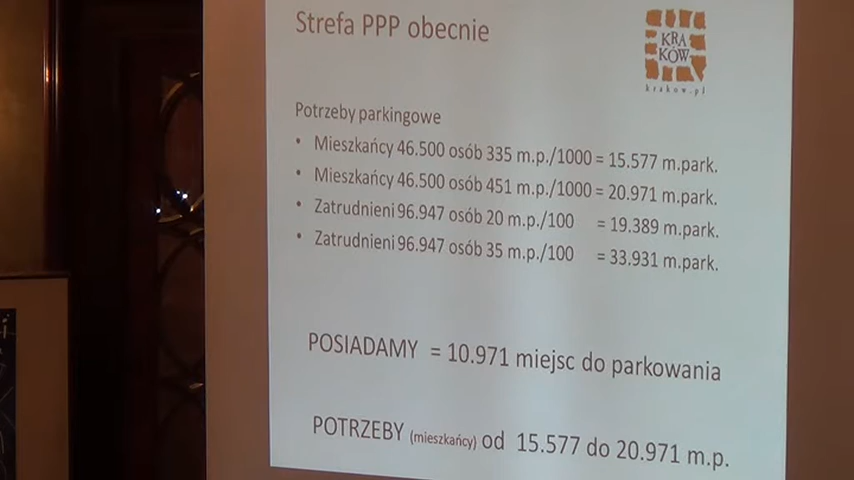 Strefa PPP obecnie
KRA
KÓW
krakow.pl
Potrzeby parkingowe
• Mieszkańcy 46.500 osób 335 m.p./1000 = 15.577 m.park.
• Mieszkańcy 46.500 osób 451 m.p./1000 = 20.971 m.park.
• Zatrudnieni 96.947 osób 20 m.p./100 = 19.389 m.park.
• Zatrudnieni 96.947 osób 35 m.p./100 = 33.931 m.park.
POSIADAMY = 10.971 miejsc do parkowania
POTRZEBY (mieszkańcy) od 15.577 do 20.971 m.p.